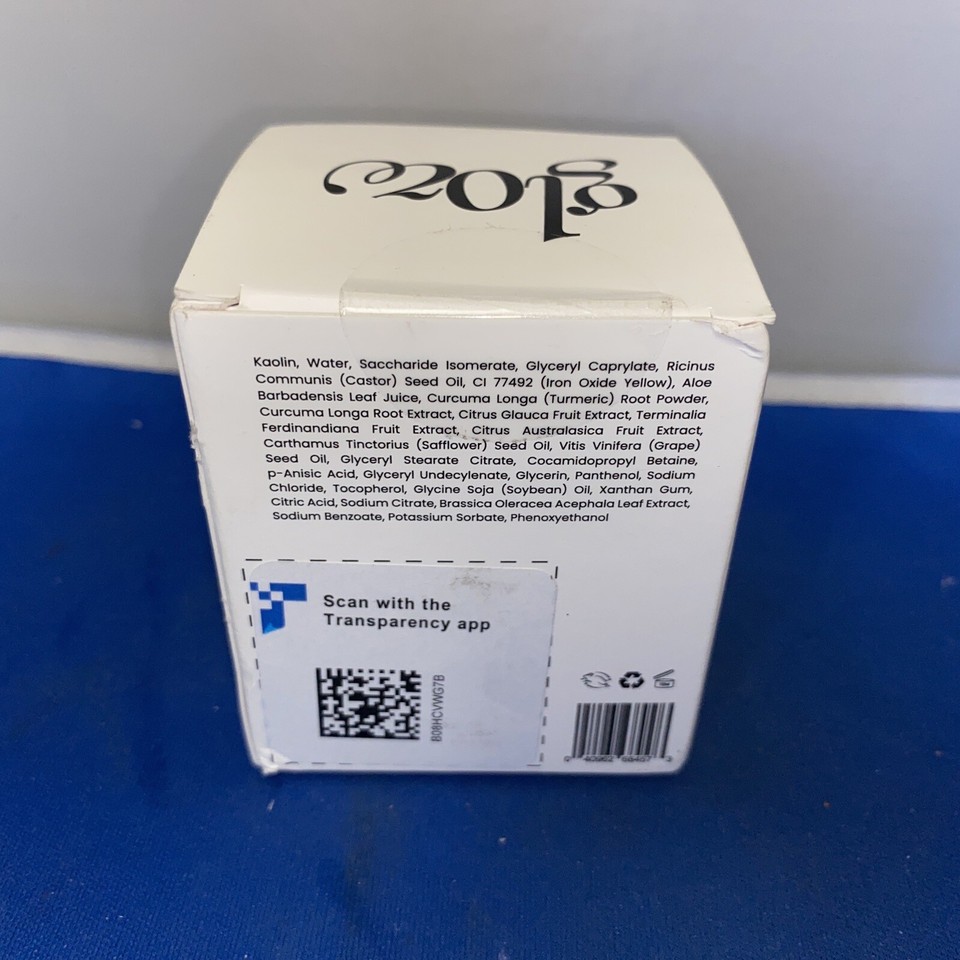 glow
Kaolin, Water, Saccharide Isomerate, Glyceryl Caprylate, Ricinus
Communis (Castor) Seed Oil, CI 77492 (Iron Oxide Yellow), Aloe
Barbadensis Leaf Juice, Curcuma Longa (Turmeric) Root Powder,
Curcuma Longa Root Extract, Citrus Glauca Fruit Extract, Terminalia
Ferdinandiana Fruit Extract, Citrus Australasica Fruit Extract,
Carthamus Tinctorius (Safflower) Seed Oil, Vitis Vinifera (Grape)
Seed Oil, Glyceryl Stearate Citrate, Cocamidopropyl Betaine,
p-Anisic Acid, Glyceryl Undecylenate, Glycerin, Panthenol, Sodium
Chloride, Tocopherol, Glycine Soja (Soybean) Oil, Xanthan Gum,
Citric Acid, Sodium Citrate, Brassica Oleracea Acephala Leaf Extract,
Sodium Benzoate, Potassium Sorbate, Phenoxyethanol
Scan with the
Transparency app
B08HCVWG7B